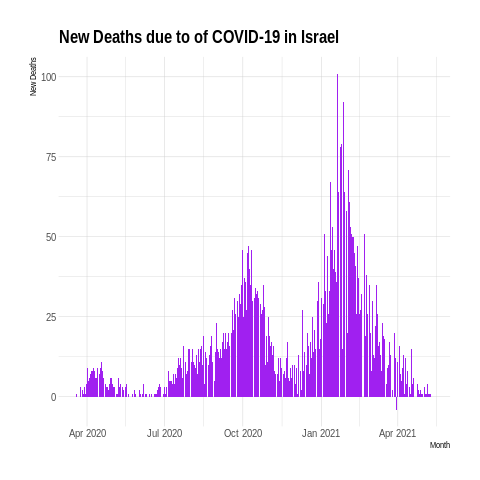 New Deaths due to of COVID-19 in Israel
New Deaths
100
75
50
25
0
Apr 2020 Jul 2020 Oct 2020 Jan 2021 Apr 2021
Month